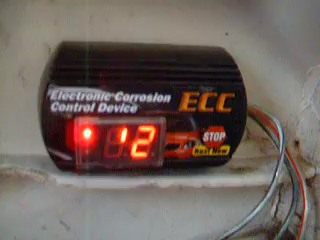 Electronic Corrosion
Control Device
ECC
12
STOP
Rust Now